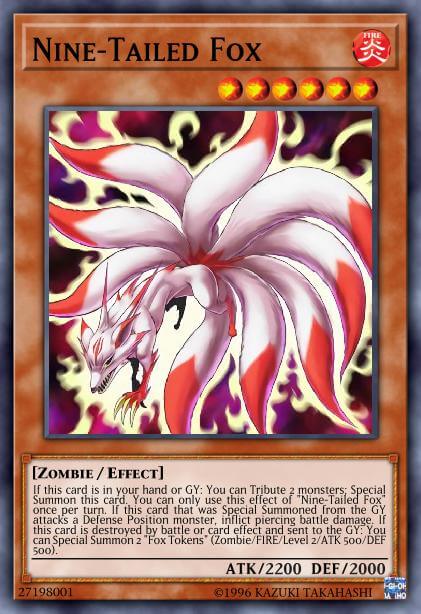 Nine-Tailed Fox
FIRE
炎
[Zombie / Effect]
If this card is in your hand or GY: You can Tribute 2 monsters; Special
Summon this card. You can only use this effect of "Nine-Tailed Fox"
once per turn. If this card that was Special Summoned from the GY
attacks a Defense Position monster, inflict piercing battle damage. If
this card is destroyed by battle or card effect and sent to the GY: You
can Special Summon 2 "Fox Tokens" (Zombie/FIRE/Level 2/ATK 500/DEF
500).
ATK/2200 DEF/2000
27198001
©1996 KAZUKI TAKAHASHI